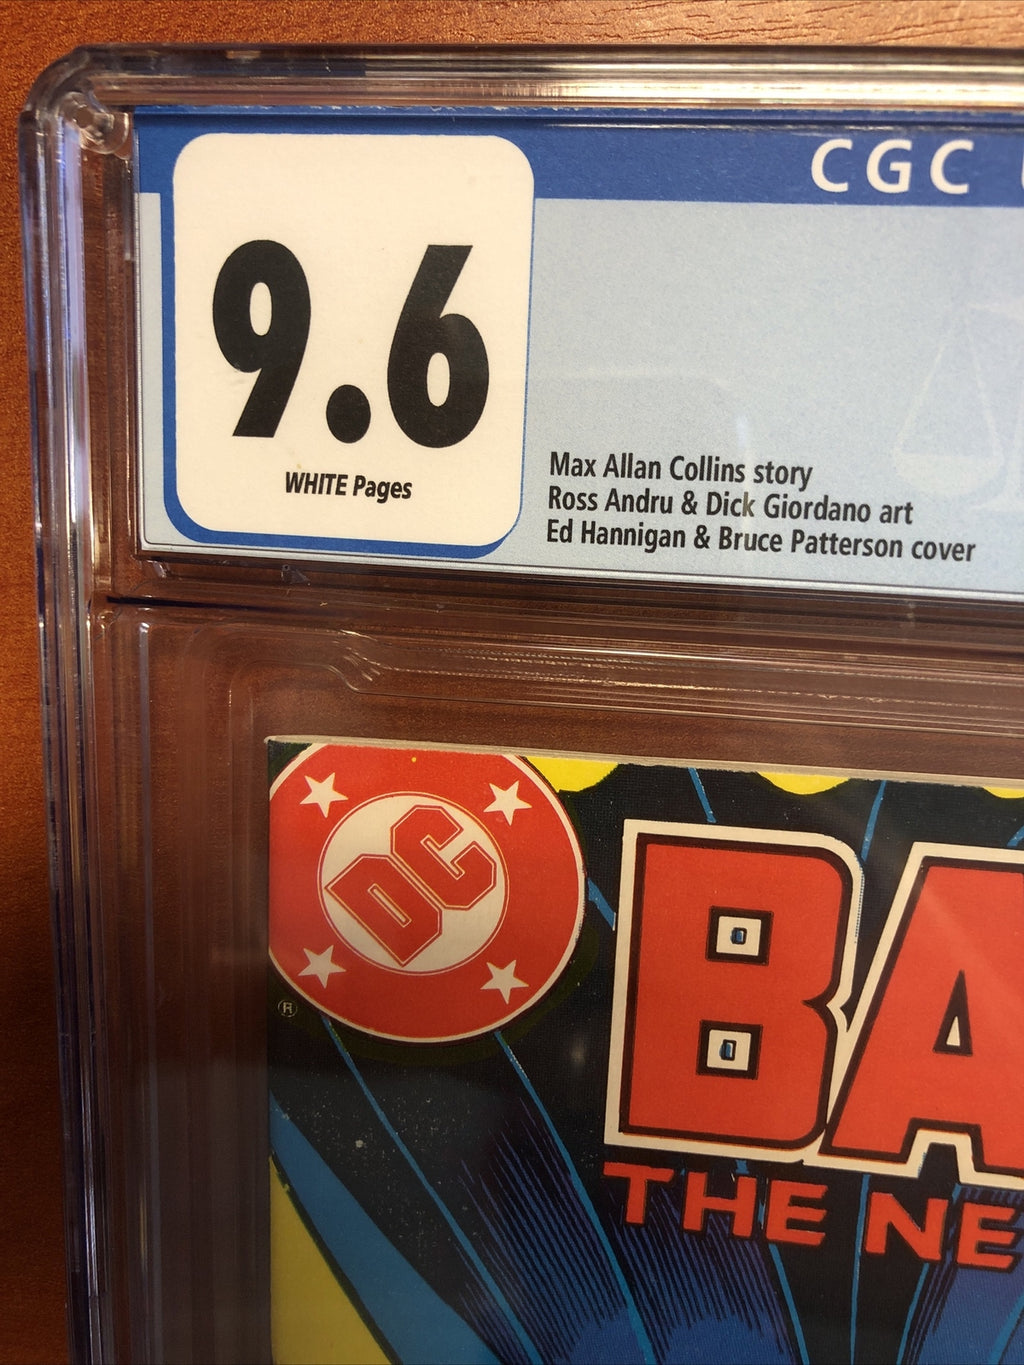 CGC
9.6
WHITE Pages
Max Allan Collins story
Ross Andru & Dick Giordano art
Ed Hannigan & Bruce Patterson cover
DC
®
BA
THE NE